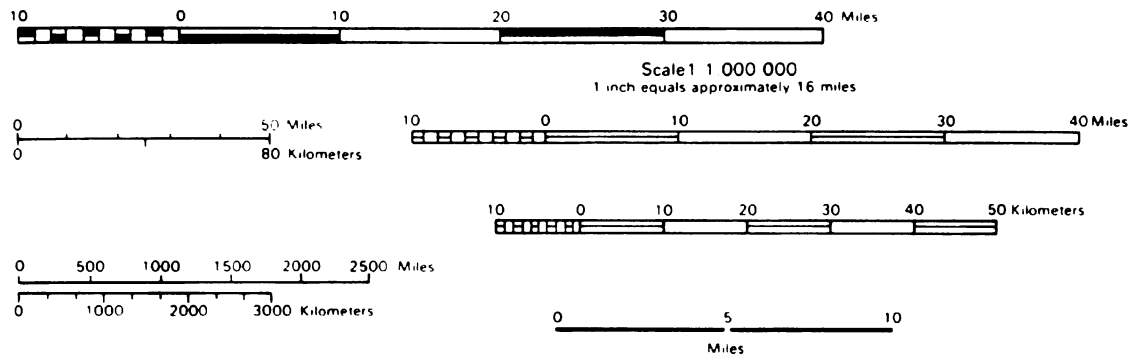 10 0 10 20 30 40 Miles
Scale1 1 000 000
1 inch equals approximately 16 miles
0 50 Miles
0 80 Kilometers
10 0 10 20 30 40 Miles
10 0 10 20 30 40 50 Kilometers
0 500 1000 1500 2000 2500 Miles
0 1000 2000 3000 Kilometers
0 5 10
Miles